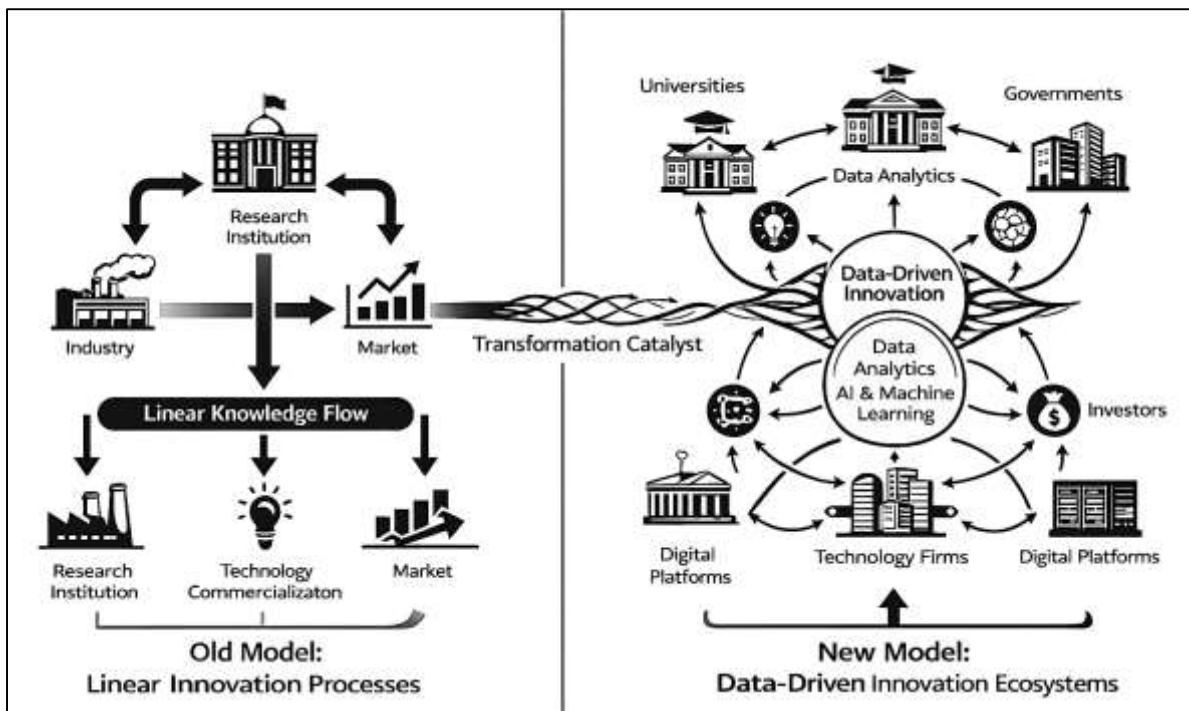 Research
Institution
Industry
Market
Linear Knowledge Flow
Research
Institution
Technology
Commercializaton
Market
Old Model:
Linear Innovation Processes
Transformation Catalyst
Universities
Governments
Data Analytics
Data-Driven
Innovation
Data
Analytics
AI & Machine
Learning
$
Investors
Digital
Platforms
Technology Firms
Digital Platforms
New Model:
Data-Driven Innovation Ecosystems